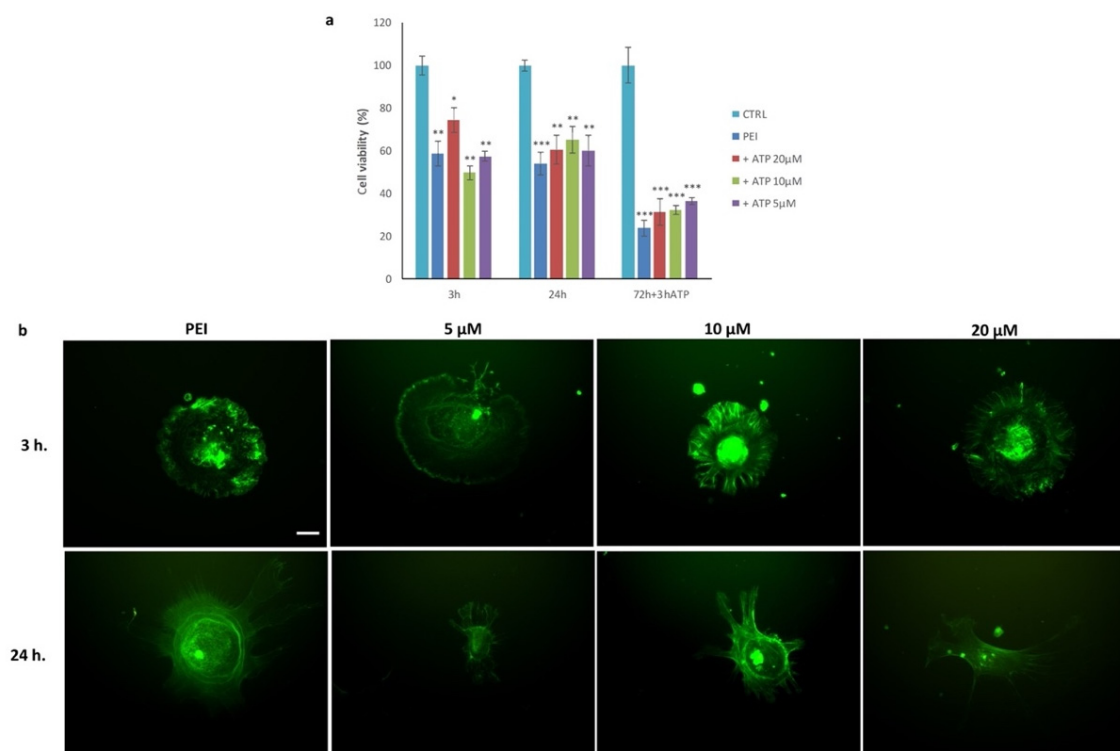 a
120
100
80
60
40
20
0
Cell viability (%)
* ** ** **
*** ** ** **
*** *** *** ***
3h 24h 72h+3hATP
CTRL
PEI
+ ATP 20µM
+ ATP 10µM
+ ATP 5µM
b
PEI 5 µM 10 µM 20 µM
3 h.
24 h.